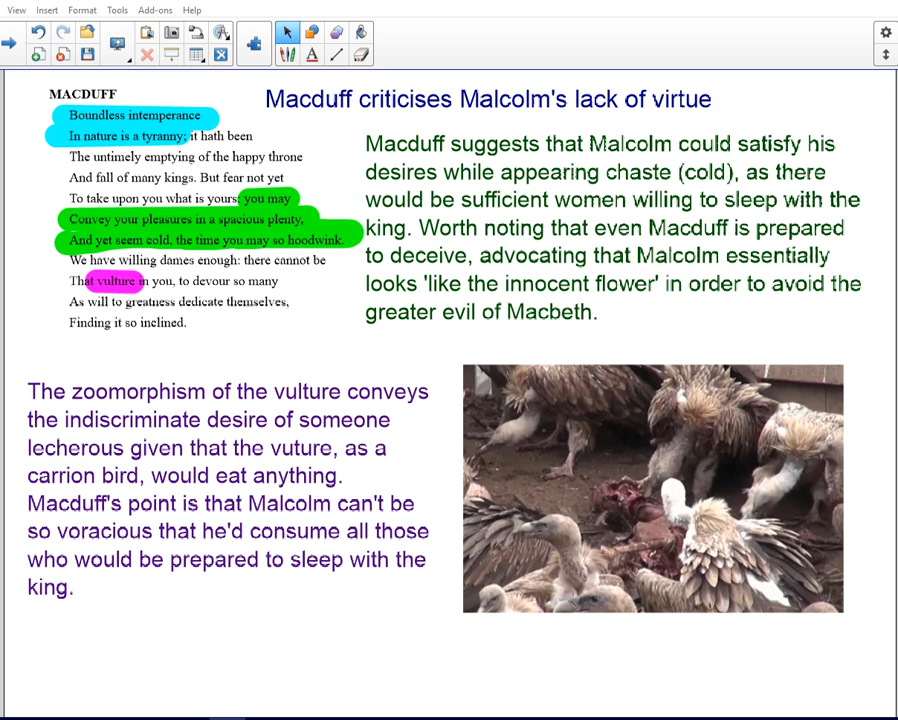 View Insert Format Tools Add-ons Help
MACDUFF
Boundless intemperance
In nature is a tyranny; it hath been
The untimely emptying of the happy throne
And fall of many kings. But fear not yet
To take upon you what is yours: you may
Convey your pleasures in a spacious plenty,
And yet seem cold, the time you may so hoodwink.
We have willing dames enough: there cannot be
That vulture in you, to devour so many
As will to greatness dedicate themselves,
Finding it so inclined.
Macduff criticises Malcolm's lack of virtue
Macduff suggests that Malcolm could satisfy his
desires while appearing chaste (cold), as there
would be sufficient women willing to sleep with the
king. Worth noting that even Macduff is prepared
to deceive, advocating that Malcolm essentially
looks 'like the innocent flower' in order to avoid the
greater evil of Macbeth.
The zoomorphism of the vulture conveys
the indiscriminate desire of someone
lecherous given that the vuture, as a
carrion bird, would eat anything.
Macduff's point is that Malcolm can't be
so voracious that he'd consume all those
who would be prepared to sleep with the
king.